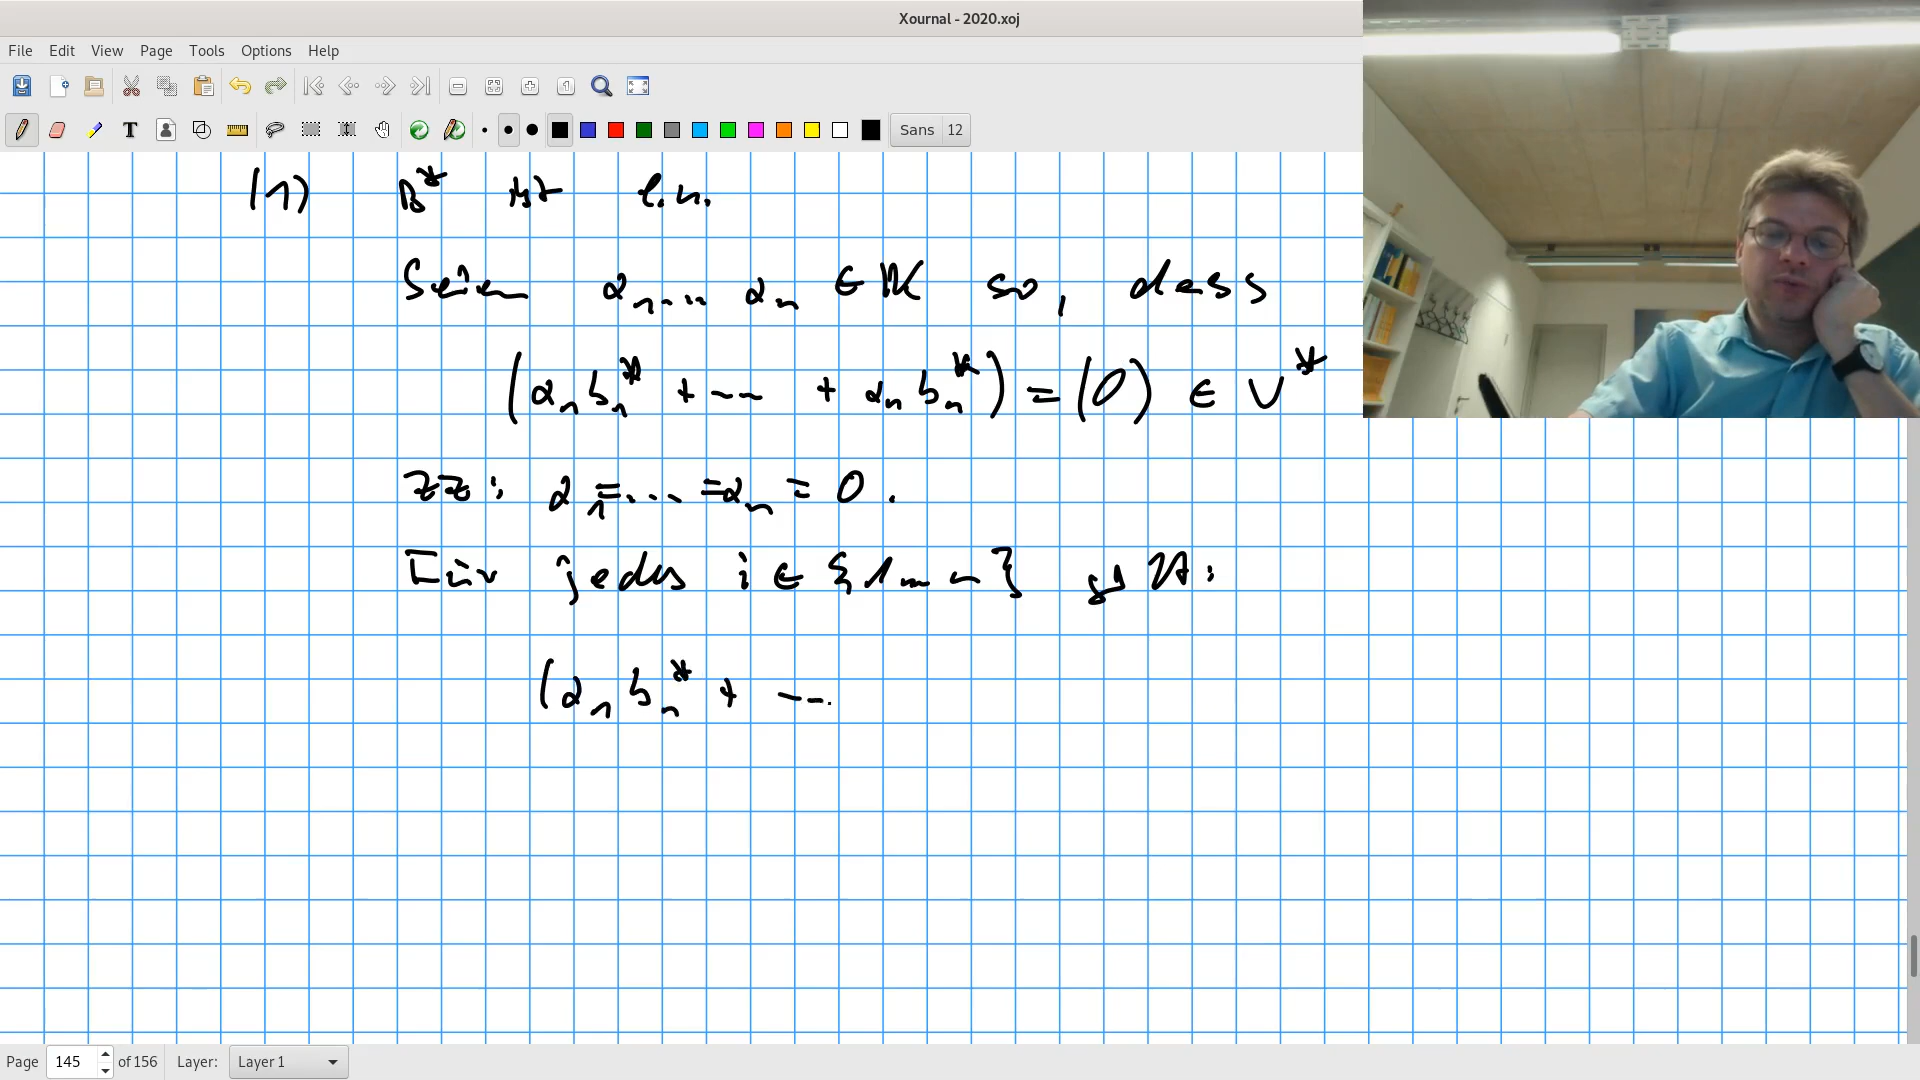 Xournal - 2020.xoj
File Edit View Page Tools Options Help
Sans 12
(1) B* ist l.u.
Seien α₁, ... αₙ ∈ 𝕂 so, dass
(α₁b₁* + --- + αₙbₙ*) = (0) ∈ V*
ZZ: α₁ = ... = αₙ = 0.
Für jedes i ∈ {1 ... n} gilt:
(α₁b₁* + ---
Page 145 of 156 Layer: Layer 1